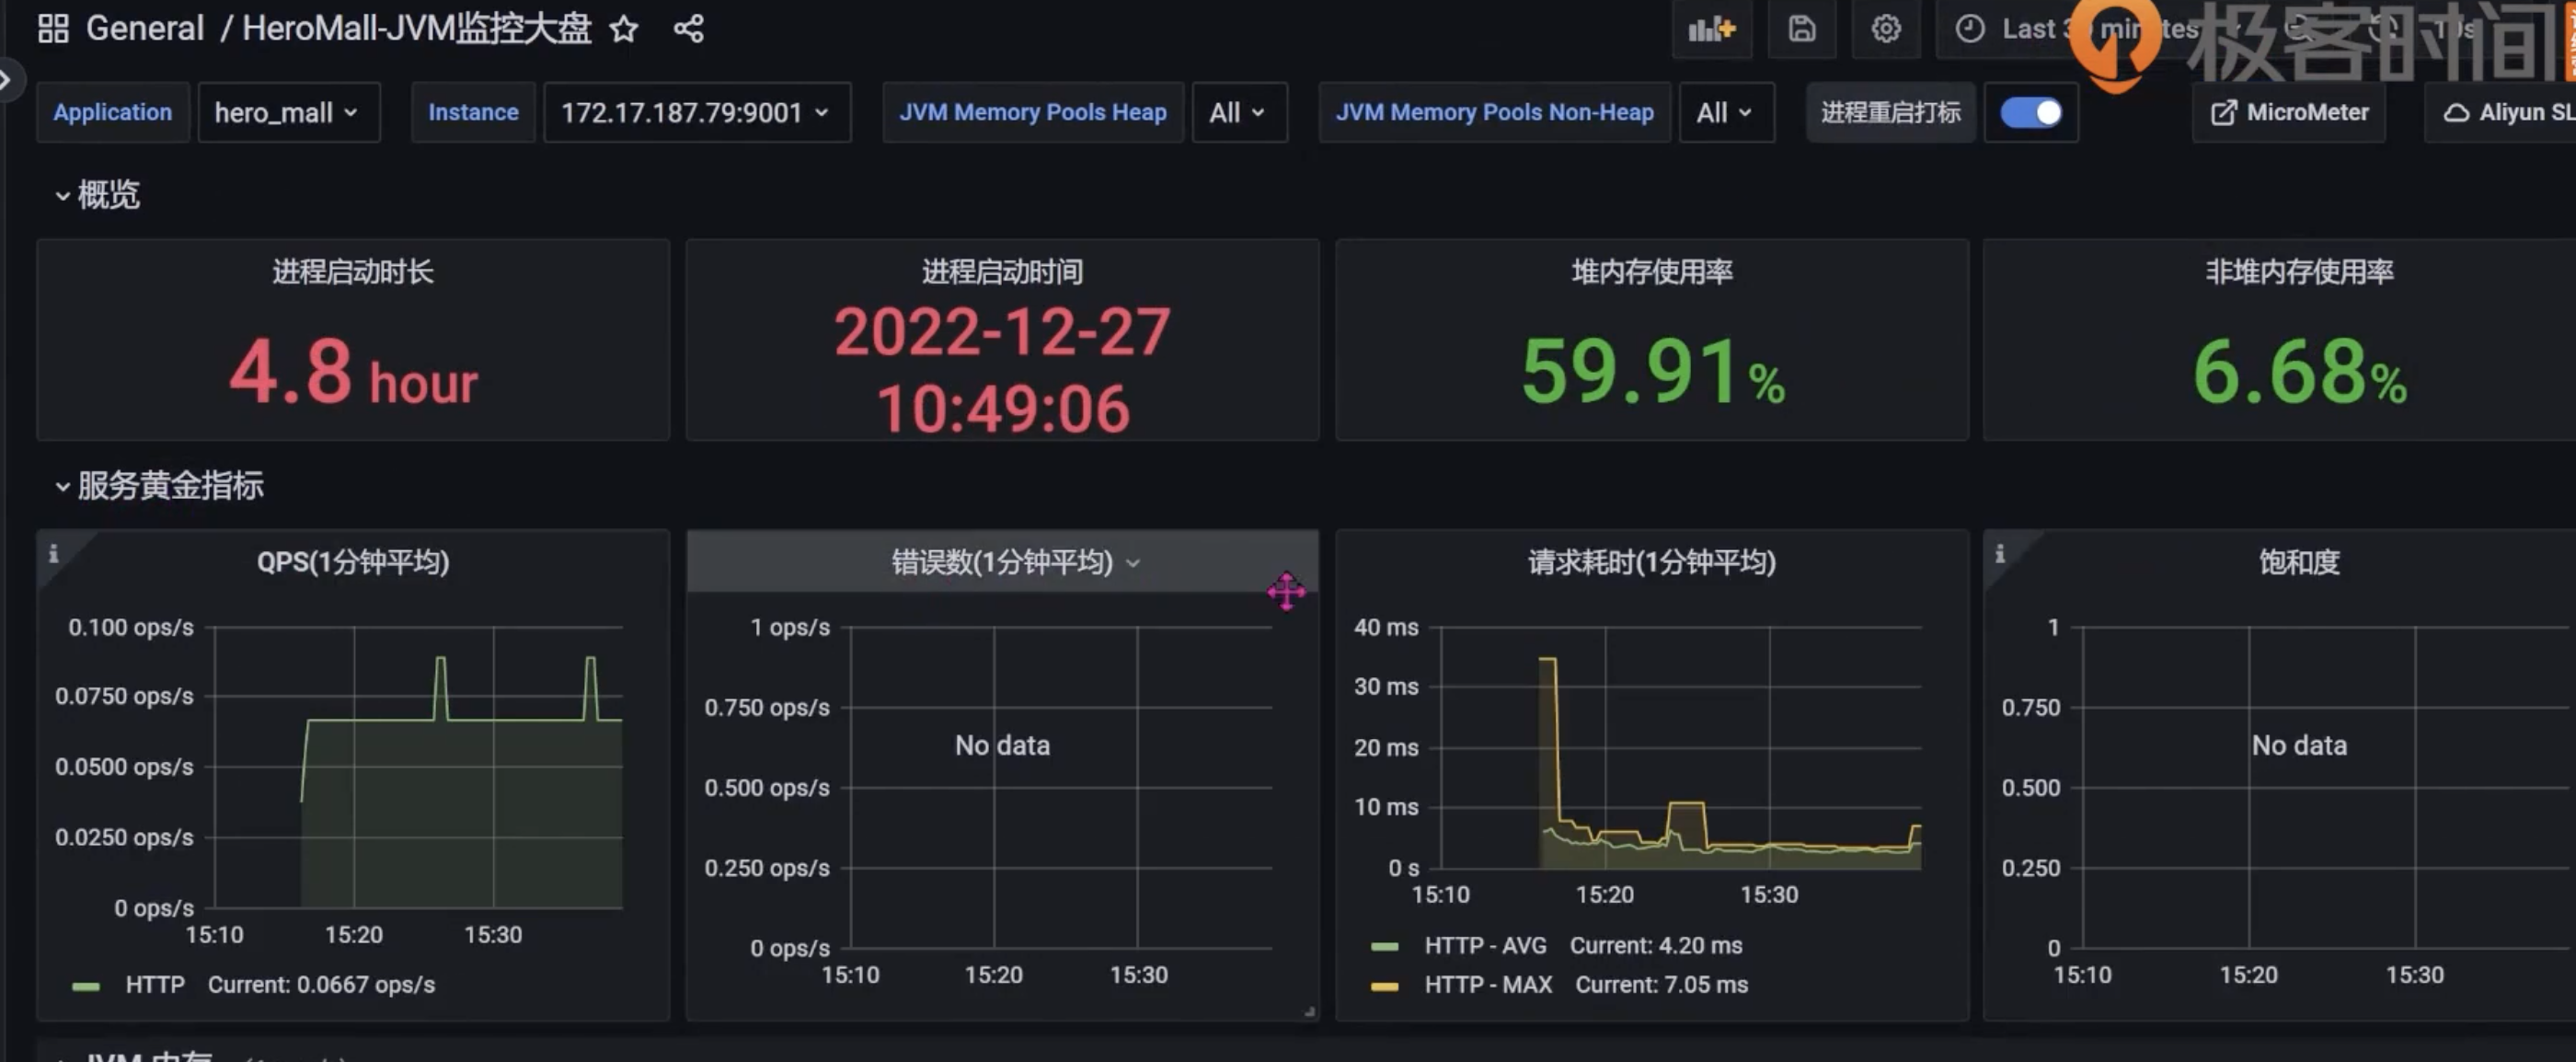 General / HeroMall-JVM监控大盘
Last 3 minutes 10s
极客时间
Application hero_mall Instance 172.17.187.79:9001 JVM Memory Pools Heap All JVM Memory Pools Non-Heap All 进程重启打标 MicroMeter Aliyun SL
概览
进程启动时长
4.8 hour
进程启动时间
2022-12-27
10:49:06
堆内存使用率
59.91%
非堆内存使用率
6.68%
服务黄金指标
QPS(1分钟平均)
0.100 ops/s
0.0750 ops/s
0.0500 ops/s
0.0250 ops/s
0 ops/s
15:10 15:20 15:30
HTTP Current: 0.0667 ops/s
错误数(1分钟平均)
1 ops/s
0.750 ops/s
No data
0.500 ops/s
0.250 ops/s
0 ops/s
15:10 15:20 15:30
请求耗时(1分钟平均)
40 ms
30 ms
20 ms
10 ms
0 s
15:10 15:20 15:30
HTTP - AVG Current: 4.20 ms
HTTP - MAX Current: 7.05 ms
饱和度
1
0.750
No data
0.500
0.250
0
15:10 15:20 15:30
JVM 内存